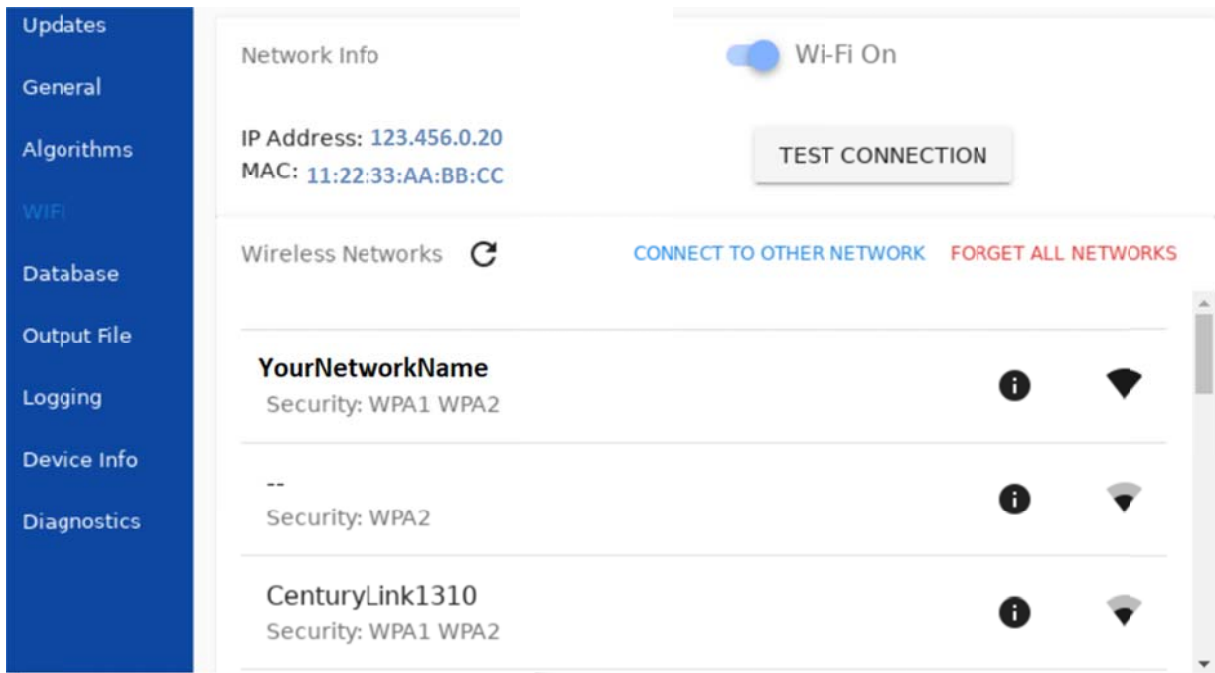 Updates
General
Algorithms
WIFI
Database
Output File
Logging
Device Info
Diagnostics
Network Info
Wi-Fi On
IP Address: 123.456.0.20
MAC: 11:22:33:AA:BB:CC
TEST CONNECTION
Wireless Networks
CONNECT TO OTHER NETWORK
FORGET ALL NETWORKS
YourNetworkName
Security: WPA1 WPA2
--
Security: WPA2
CenturyLink1310
Security: WPA1 WPA2